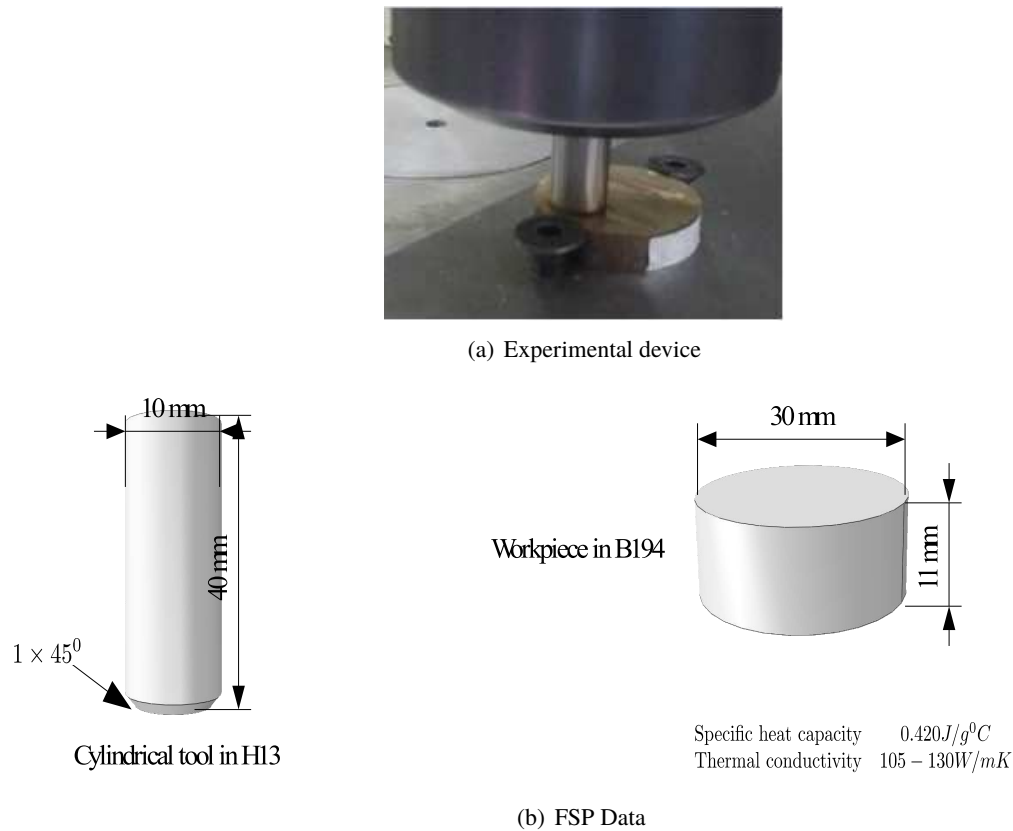 (a) Experimental device
10 mm
30 mm
40 mm
Workpiece in B194
11 mm
1 × 45⁰
Cylindrical tool in H13
Specific heat capacity 0.420J/g⁰C
Thermal conductivity 105 − 130W/mK
(b) FSP Data